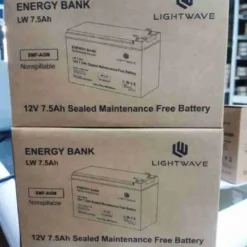 ENERGY BANK
LW 7.5Ah
LIGHTWAVE
SMF-AGM
Nonspillable
12V 7.5Ah Sealed Maintenance Free Battery
ENERGY BANK
LW 7.5Ah
LIGHTWAVE
SMF-AGM
Nonspillable
12V 7.5Ah Sealed Maintenance Free Battery